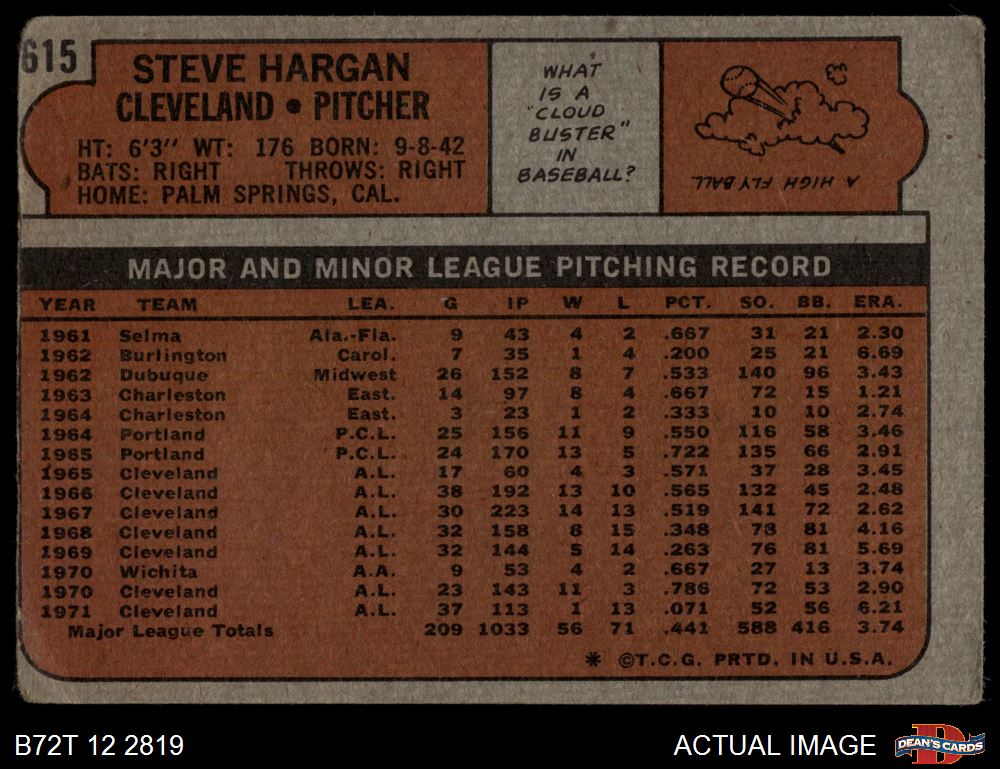 615
STEVE HARGAN
CLEVELAND • PITCHER
HT: 6'3" WT: 176 BORN: 9-8-42
BATS: RIGHT THROWS: RIGHT
HOME: PALM SPRINGS, CAL.
WHAT
IS A
"CLOUD
BUSTER"
IN
BASEBALL?
A HIGH FLY BALL
MAJOR AND MINOR LEAGUE PITCHING RECORD
YEAR TEAM LEA. G IP W L PCT. SO. BB. ERA.
1961 Selma Ala.-Fla. 9 43 4 2 .667 31 21 2.30
1962 Burlington Carol. 7 35 1 4 .200 25 21 6.69
1962 Dubuque Midwest 26 152 8 7 .533 140 96 3.43
1963 Charleston East. 14 97 8 4 .667 72 15 1.21
1964 Charleston East. 3 23 1 2 .333 10 10 2.74
1964 Portland P.C.L. 25 156 11 9 .550 116 58 3.46
1965 Portland P.C.L. 24 170 13 5 .722 135 66 2.91
1965 Cleveland A.L. 17 60 4 3 .571 37 28 3.45
1966 Cleveland A.L. 38 192 13 10 .565 132 45 2.48
1967 Cleveland A.L. 30 223 14 13 .519 141 72 2.62
1968 Cleveland A.L. 32 158 8 15 .348 78 81 4.16
1969 Cleveland A.L. 32 144 5 14 .263 76 81 5.69
1970 Wichita A.A. 9 53 4 2 .667 27 13 3.74
1970 Cleveland A.L. 23 143 11 3 .786 72 53 2.90
1971 Cleveland A.L. 37 113 1 13 .071 52 56 6.21
Major League Totals 209 1033 56 71 .441 588 416 3.74
* ©T.C.G. PRTD. IN U.S.A.
B72T 12 2819
ACTUAL IMAGE
D
DEAN'S CARDS